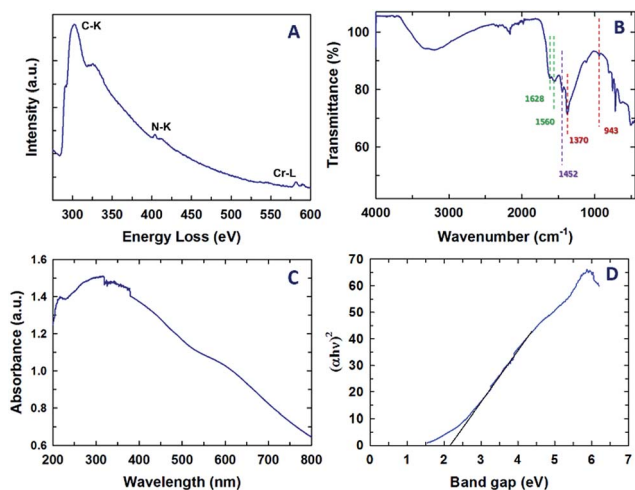 A
C-K
N-K
Cr-L
Intensity (a.u.)
300 350 400 450 500 550 600
Energy Loss (eV)
B
100
80
60
Transmittance (%)
1628
1560
1452
1370
943
4000 3000 2000 1000
Wavenumber (cm⁻¹)
C
1.6
1.4
1.2
1.0
0.8
0.6
Absorbance (a.u.)
200 300 400 500 600 700 800
Wavelength (nm)
D
70
60
50
40
30
20
10
0
(αhν)²
0 1 2 3 4 5 6 7
Band gap (eV)